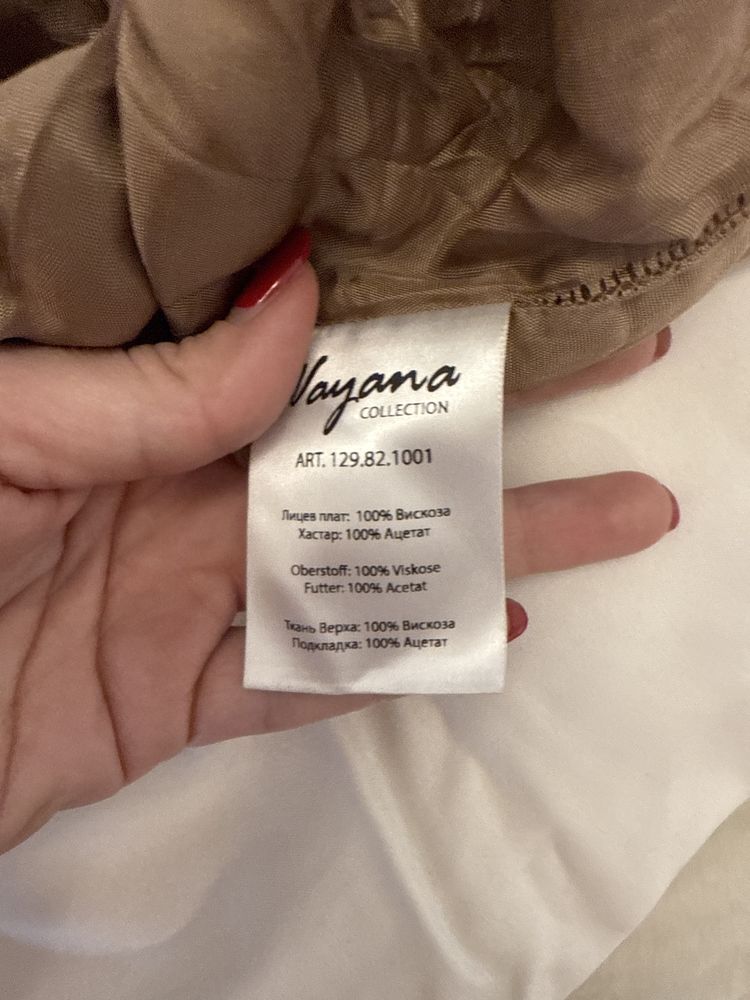 Nayana
COLLECTION
ART. 129.82.1001
Лицев плат: 100% Вискоза
Хастар: 100% Ацетат
Oberstoff: 100% Viskose
Futter: 100% Acetat
Ткань Верха: 100% Вискоза
Подкладка: 100% Ацетат